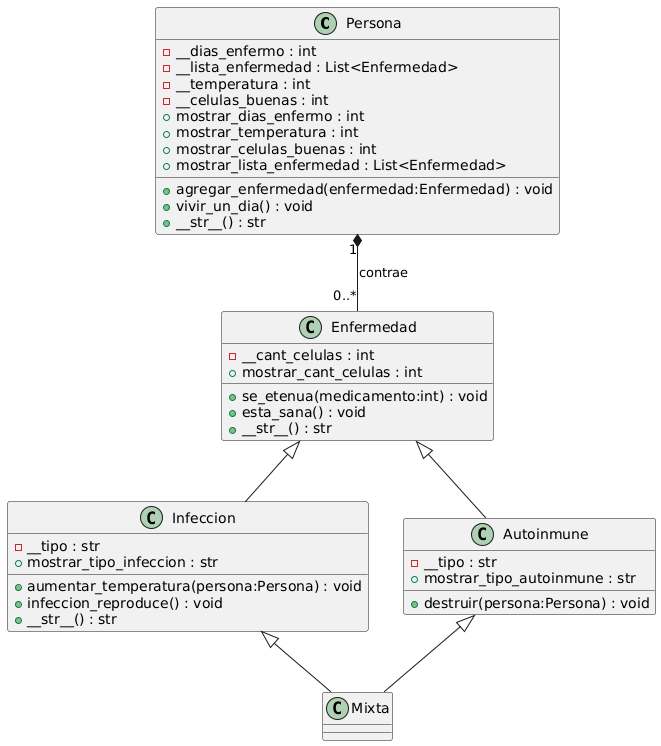 C Persona
__dias_enfermo : int
__lista_enfermedad : List<Enfermedad>
__temperatura : int
__celulas_buenas : int
mostrar_dias_enfermo : int
mostrar_temperatura : int
mostrar_celulas_buenas : int
mostrar_lista_enfermedad : List<Enfermedad>
agregar_enfermedad(enfermedad:Enfermedad) : void
vivir_un_dia() : void
__str__() : str
1
contrae
0..*
C Enfermedad
__cant_celulas : int
mostrar_cant_celulas : int
se_etenua(medicamento:int) : void
esta_sana() : void
__str__() : str
C Infeccion
__tipo : str
mostrar_tipo_infeccion : str
aumentar_temperatura(persona:Persona) : void
infeccion_reproduce() : void
__str__() : str
C Autoinmune
__tipo : str
mostrar_tipo_autoinmune : str
destruir(persona:Persona) : void
C Mixta